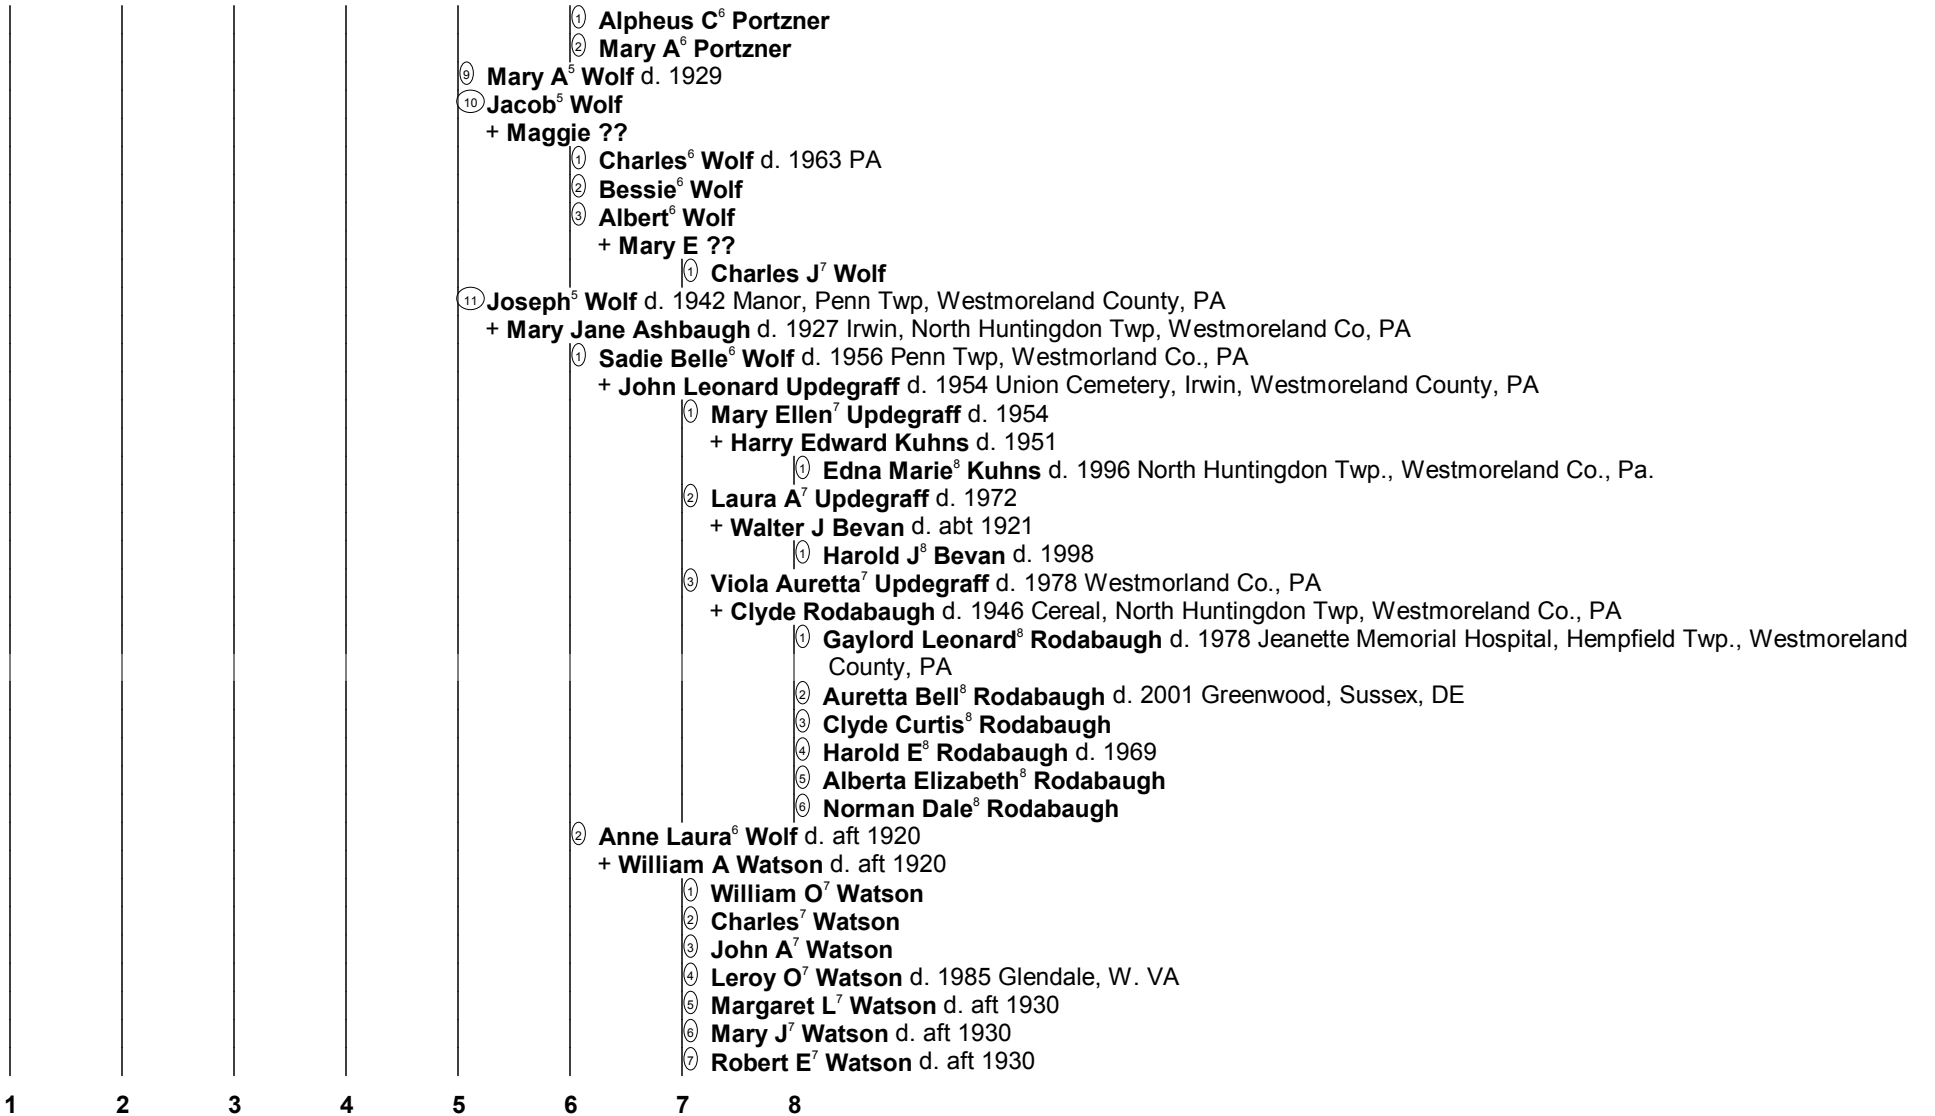 1 Alpheus C6 Portzner
2 Mary A6 Portzner
9 Mary A5 Wolf d. 1929
10 Jacob5 Wolf
+ Maggie ??
1 Charles6 Wolf d. 1963 PA
2 Bessie6 Wolf
3 Albert6 Wolf
+ Mary E ??
1 Charles J7 Wolf
11 Joseph5 Wolf d. 1942 Manor, Penn Twp, Westmoreland County, PA
+ Mary Jane Ashbaugh d. 1927 Irwin, North Huntingdon Twp, Westmoreland Co, PA
1 Sadie Belle6 Wolf d. 1956 Penn Twp, Westmorland Co., PA
+ John Leonard Updegraff d. 1954 Union Cemetery, Irwin, Westmoreland County, PA
1 Mary Ellen7 Updegraff d. 1954
+ Harry Edward Kuhns d. 1951
1 Edna Marie8 Kuhns d. 1996 North Huntingdon Twp., Westmoreland Co., Pa.
2 Laura A7 Updegraff d. 1972
+ Walter J Bevan d. abt 1921
1 Harold J8 Bevan d. 1998
3 Viola Auretta7 Updegraff d. 1978 Westmorland Co., PA
+ Clyde Rodabaugh d. 1946 Cereal, North Huntingdon Twp, Westmoreland Co., PA
1 Gaylord Leonard8 Rodabaugh d. 1978 Jeanette Memorial Hospital, Hempfield Twp., Westmoreland
County, PA
2 Auretta Bell8 Rodabaugh d. 2001 Greenwood, Sussex, DE
3 Clyde Curtis8 Rodabaugh
4 Harold E8 Rodabaugh d. 1969
5 Alberta Elizabeth8 Rodabaugh
6 Norman Dale8 Rodabaugh
2 Anne Laura6 Wolf d. aft 1920
+ William A Watson d. aft 1920
1 William O7 Watson
2 Charles7 Watson
3 John A7 Watson
4 Leroy O7 Watson d. 1985 Glendale, W. VA
5 Margaret L7 Watson d. aft 1930
6 Mary J7 Watson d. aft 1930
7 Robert E7 Watson d. aft 1930
1 2 3 4 5 6 7 8